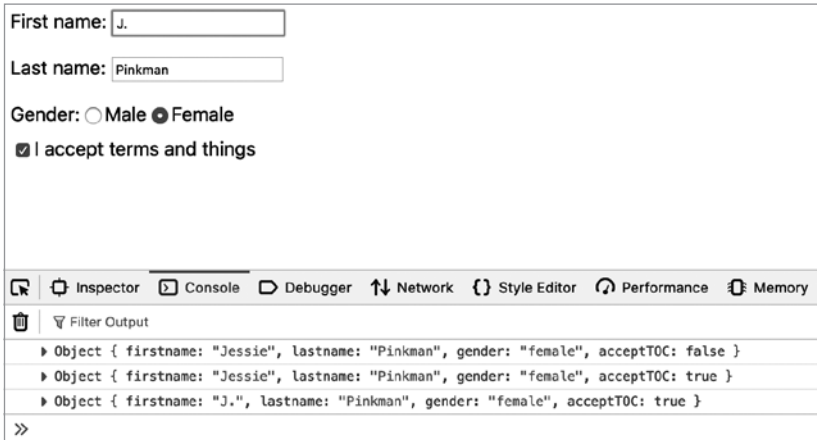 First name: J.
Last name: Pinkman
Gender: Male Female
I accept terms and things
Inspector Console Debugger Network {} Style Editor Performance Memory
Filter Output
Object { firstname: "Jessie", lastname: "Pinkman", gender: "female", acceptTOC: false }
Object { firstname: "Jessie", lastname: "Pinkman", gender: "female", acceptTOC: true }
Object { firstname: "J.", lastname: "Pinkman", gender: "female", acceptTOC: true }
»